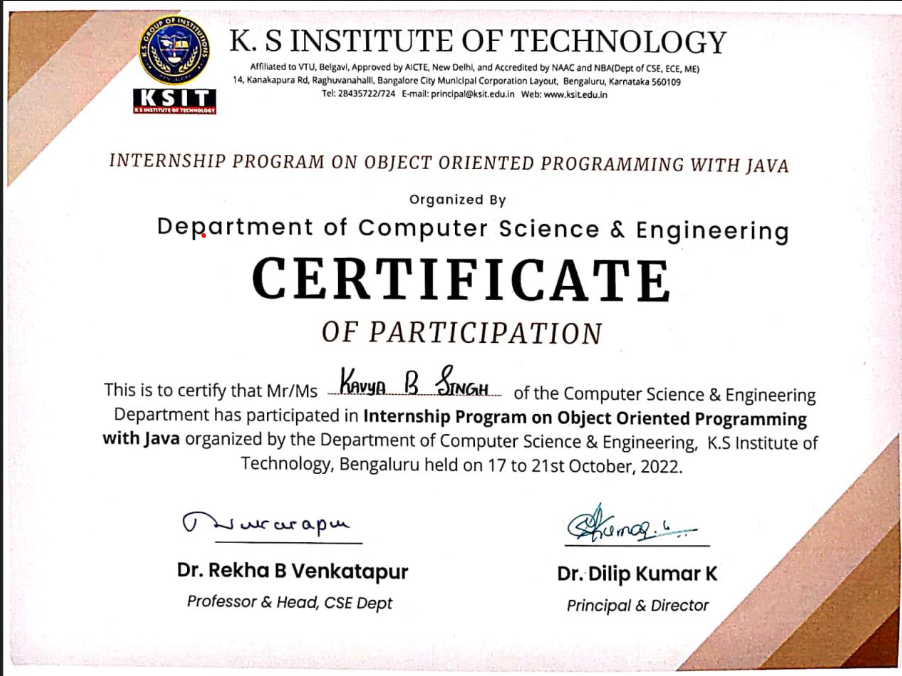 K. S INSTITUTE OF TECHNOLOGY
Affiliated to VTU, Belgavi, Approved by AICTE, New Delhi, and Accredited by NAAC and NBA(Dept of CSE, ECE, ME)
14, Kanakapura Rd, Raghuvanahalli, Bangalore City Municipal Corporation Layout, Bengaluru, Karnataka 560109
Tel: 28435722/724 E-mail: principal@ksit.edu.in Web: www.ksit.edu.in
K. S. GROUP OF INSTITUTIONS
KSIT
K S INSTITUTE OF TECHNOLOGY
INTERNSHIP PROGRAM ON OBJECT ORIENTED PROGRAMMING WITH JAVA
Organized By
Department of Computer Science & Engineering
CERTIFICATE
OF PARTICIPATION
This is to certify that Mr/Ms KAVYA B SINGH of the Computer Science & Engineering
Department has participated in Internship Program on Object Oriented Programming
with Java organized by the Department of Computer Science & Engineering, K.S Institute of
Technology, Bengaluru held on 17 to 21st October, 2022.
Dr. Rekha B Venkatapur
Professor & Head, CSE Dept
Dr. Dilip Kumar K
Principal & Director